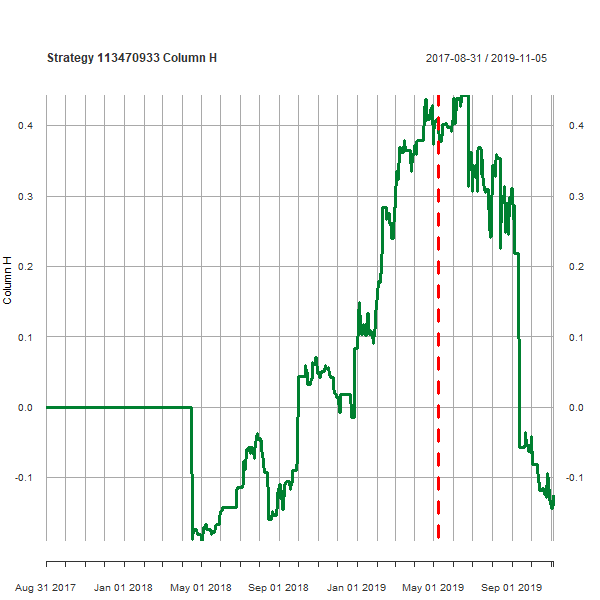 Strategy 113470933 Column H
2017-08-31 / 2019-11-05
0.4 0.4
0.3 0.3
0.2 0.2
0.1 0.1
0.0 0.0
-0.1 -0.1
Column H
Aug 31 2017 Jan 01 2018 May 01 2018 Sep 01 2018 Jan 01 2019 May 01 2019 Sep 01 2019